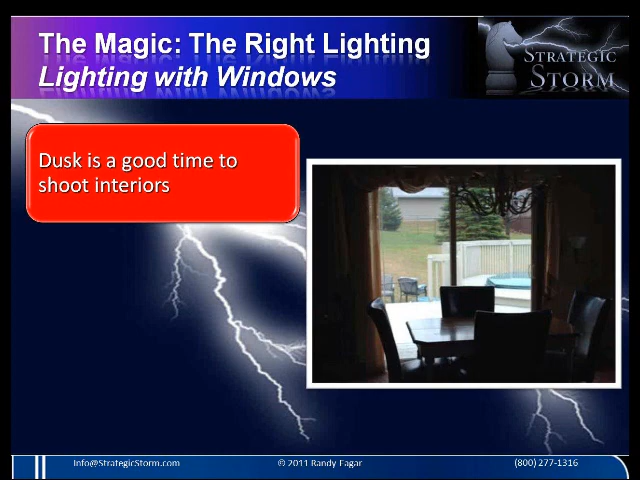 The Magic: The Right Lighting
Lighting with Windows
STRATEGIC
STORM
Dusk is a good time to
shoot interiors
Info@StrategicStorm.com
© 2011 Randy Eagar
(800) 277-1316